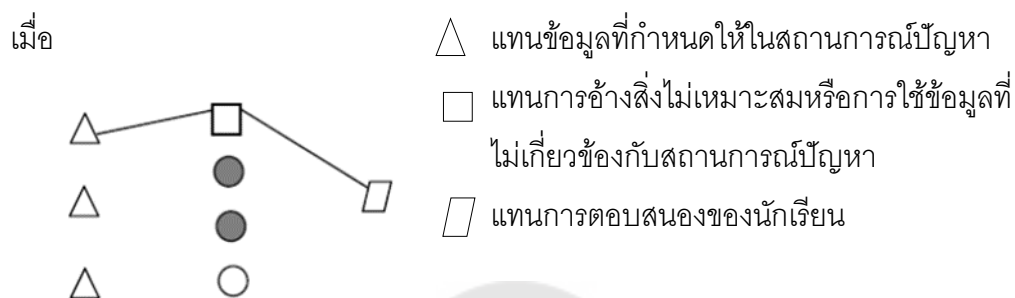 เมื่อ
แทนข้อมูลที่กำหนดให้ในสถานการณ์ปัญหา
แทนการอ้างสิ่งไม่เหมาะสมหรือการใช้ข้อมูลที่
ไม่เกี่ยวข้องกับสถานการณ์ปัญหา
แทนการตอบสนองของนักเรียน